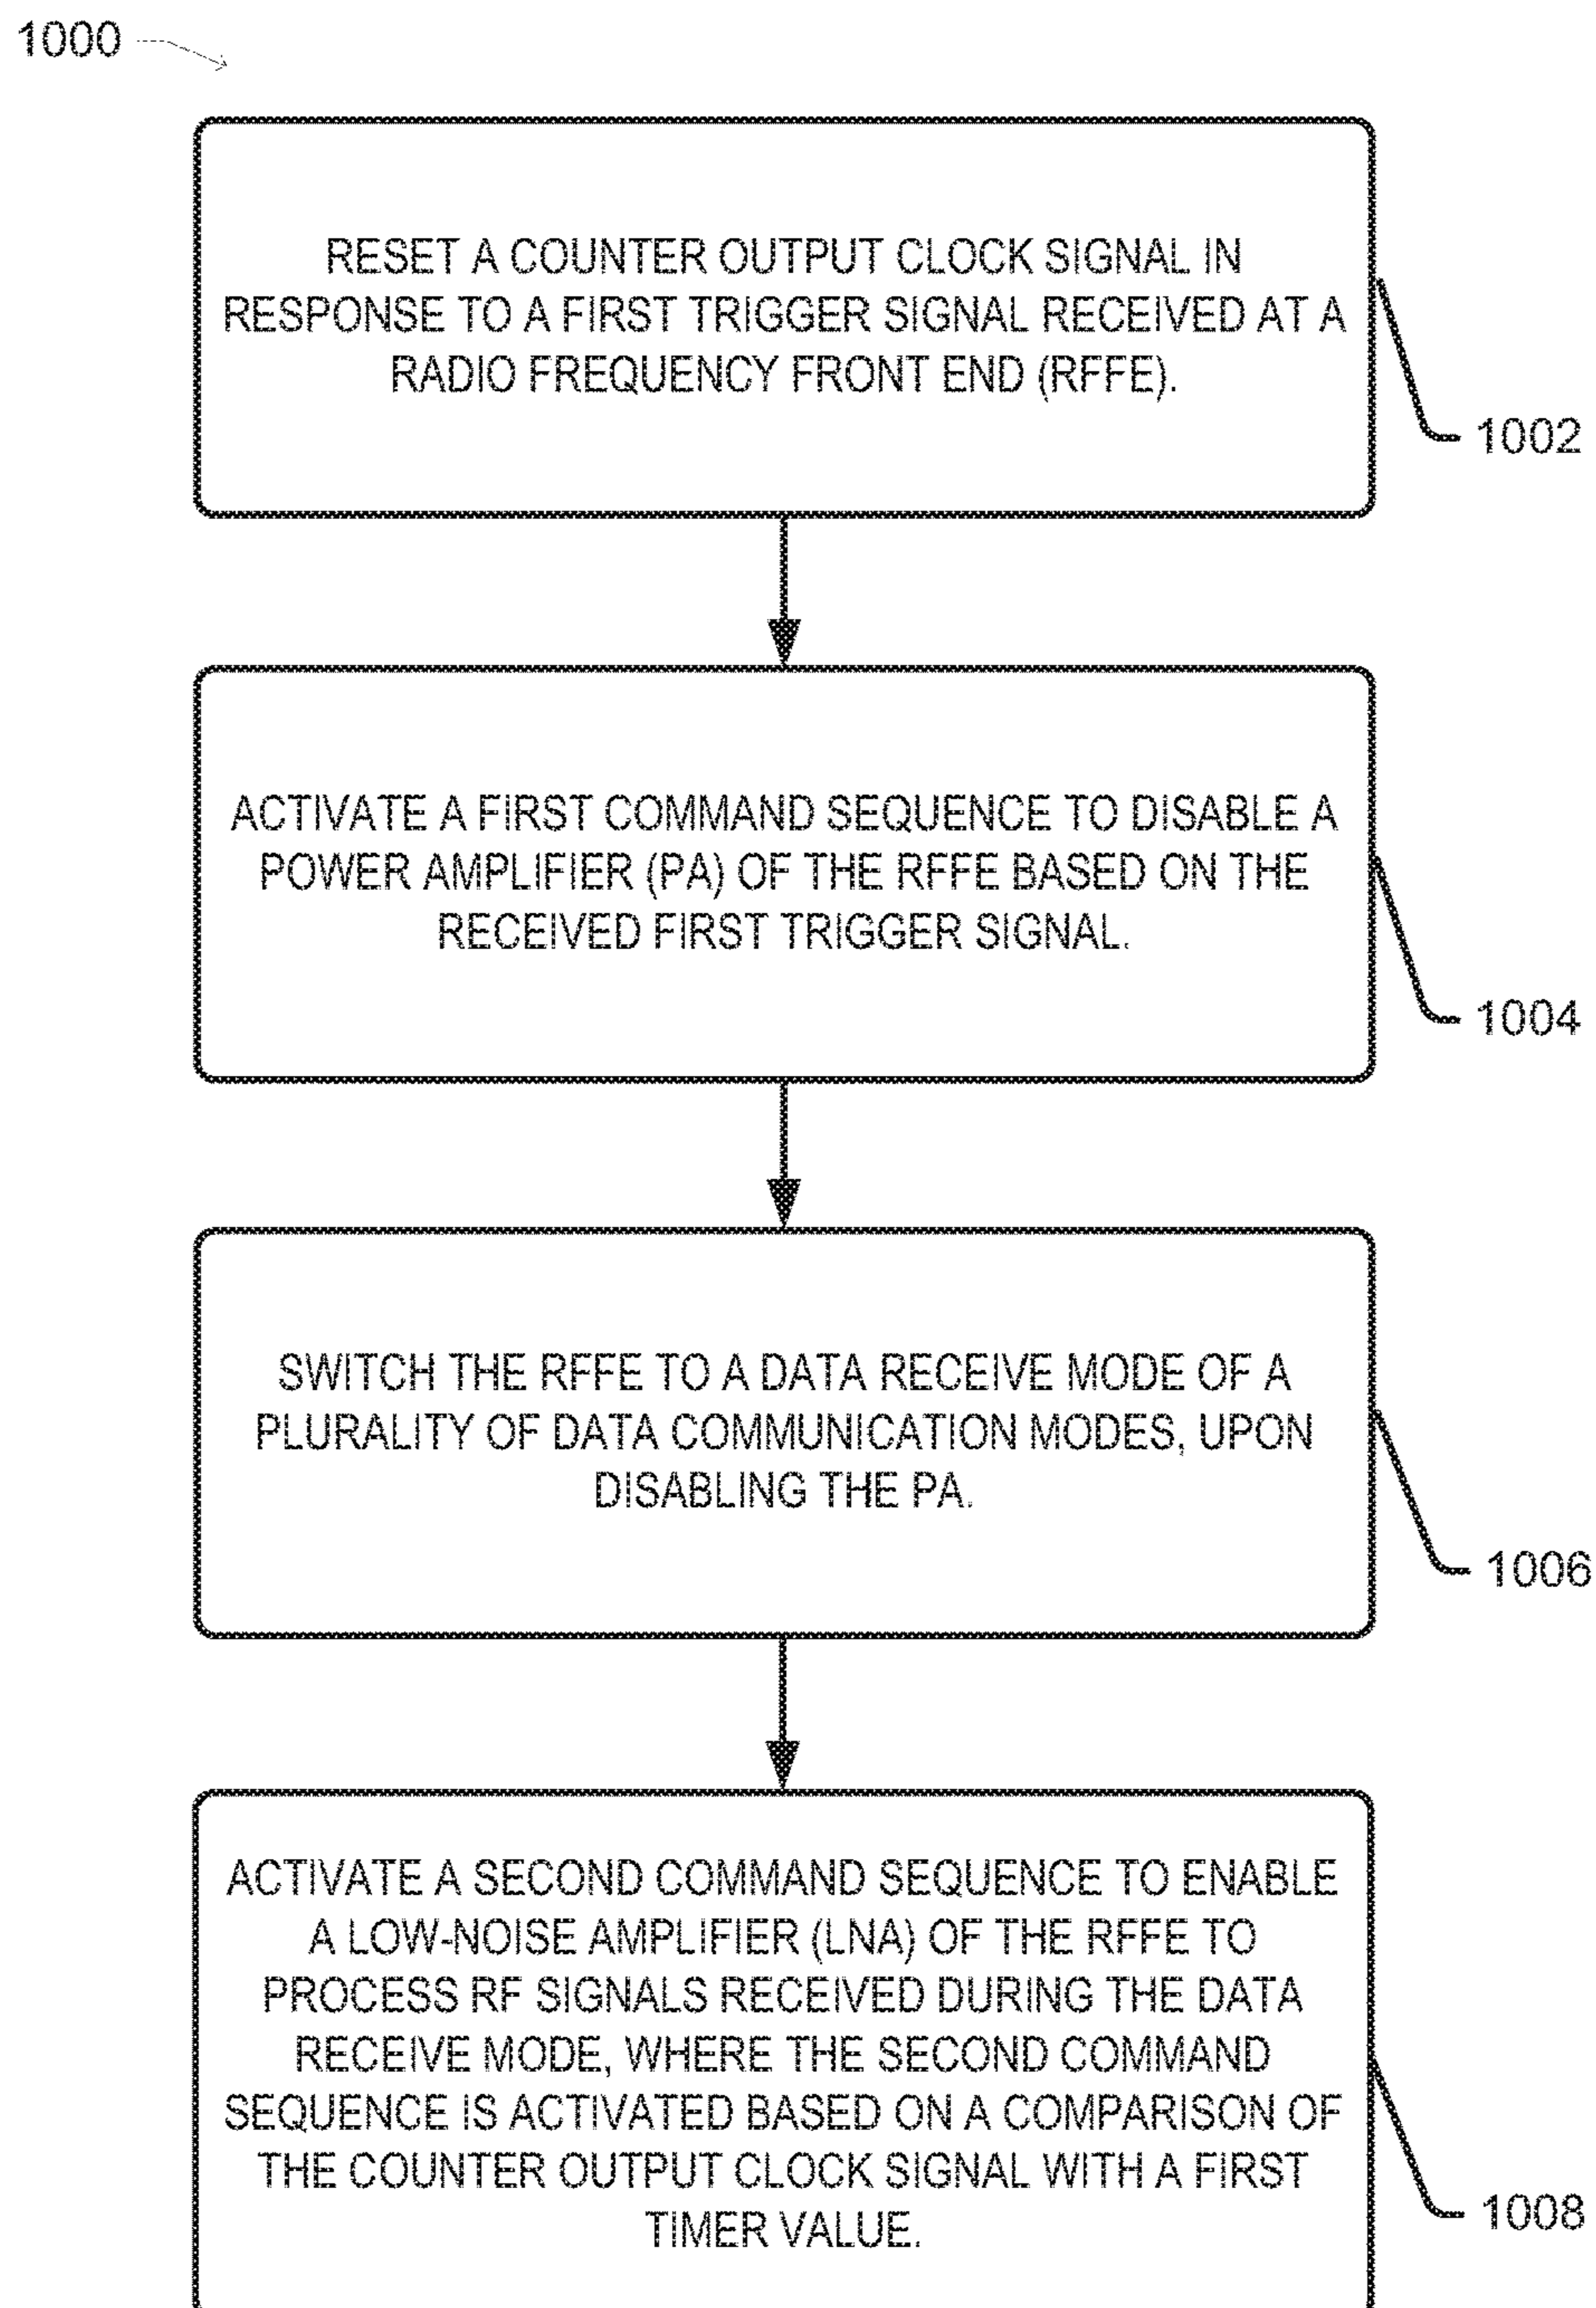 1000
RESET A COUNTER OUTPUT CLOCK SIGNAL IN
RESPONSE TO A FIRST TRIGGER SIGNAL RECEIVED AT A
RADIO FREQUENCY FRONT END (RFFE).
1002
ACTIVATE A FIRST COMMAND SEQUENCE TO DISABLE A
POWER AMPLIFIER (PA) OF THE RFFE BASED ON THE
RECEIVED FIRST TRIGGER SIGNAL.
1004
SWITCH THE RFFE TO A DATA RECEIVE MODE OF A
PLURALITY OF DATA COMMUNICATION MODES, UPON
DISABLING THE PA.
1006
ACTIVATE A SECOND COMMAND SEQUENCE TO ENABLE
A LOW-NOISE AMPLIFIER (LNA) OF THE RFFE TO
PROCESS RF SIGNALS RECEIVED DURING THE DATA
RECEIVE MODE, WHERE THE SECOND COMMAND
SEQUENCE IS ACTIVATED BASED ON A COMPARISON OF
THE COUNTER OUTPUT CLOCK SIGNAL WITH A FIRST
TIMER VALUE.
1008